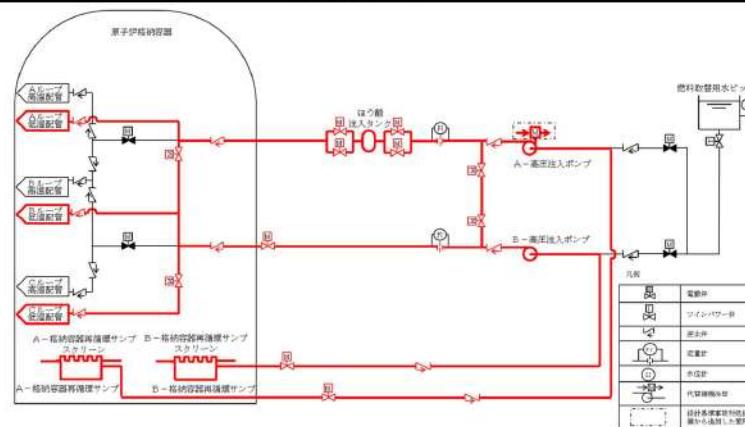 原子炉格納容器
燃料取替用水ピッ
Aループ
高温配管
Aループ
低温配管
ほう酸
注入タンク
A-高圧注入ポンプ
Bループ
高温配管
Bループ
低温配管
B-高圧注入ポンプ
Cループ
高温配管
Cループ
低温配管
凡例
電動弁
ツインパワー弁
逆止弁
流量計
水位計
A-格納容器再循環サンプ
スクリーン
B-格納容器再循環サンプ
スクリーン
A-格納容器再循環サンプ
B-格納容器再循環サンプ